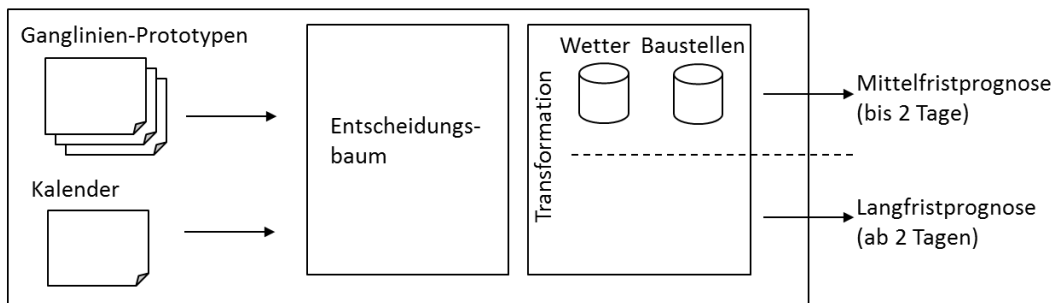 Ganglinien-Prototypen
Kalender
Entscheidungs-
baum
Transformation
Wetter Baustellen
Mittelfristprognose
(bis 2 Tage)
Langfristprognose
(ab 2 Tagen)